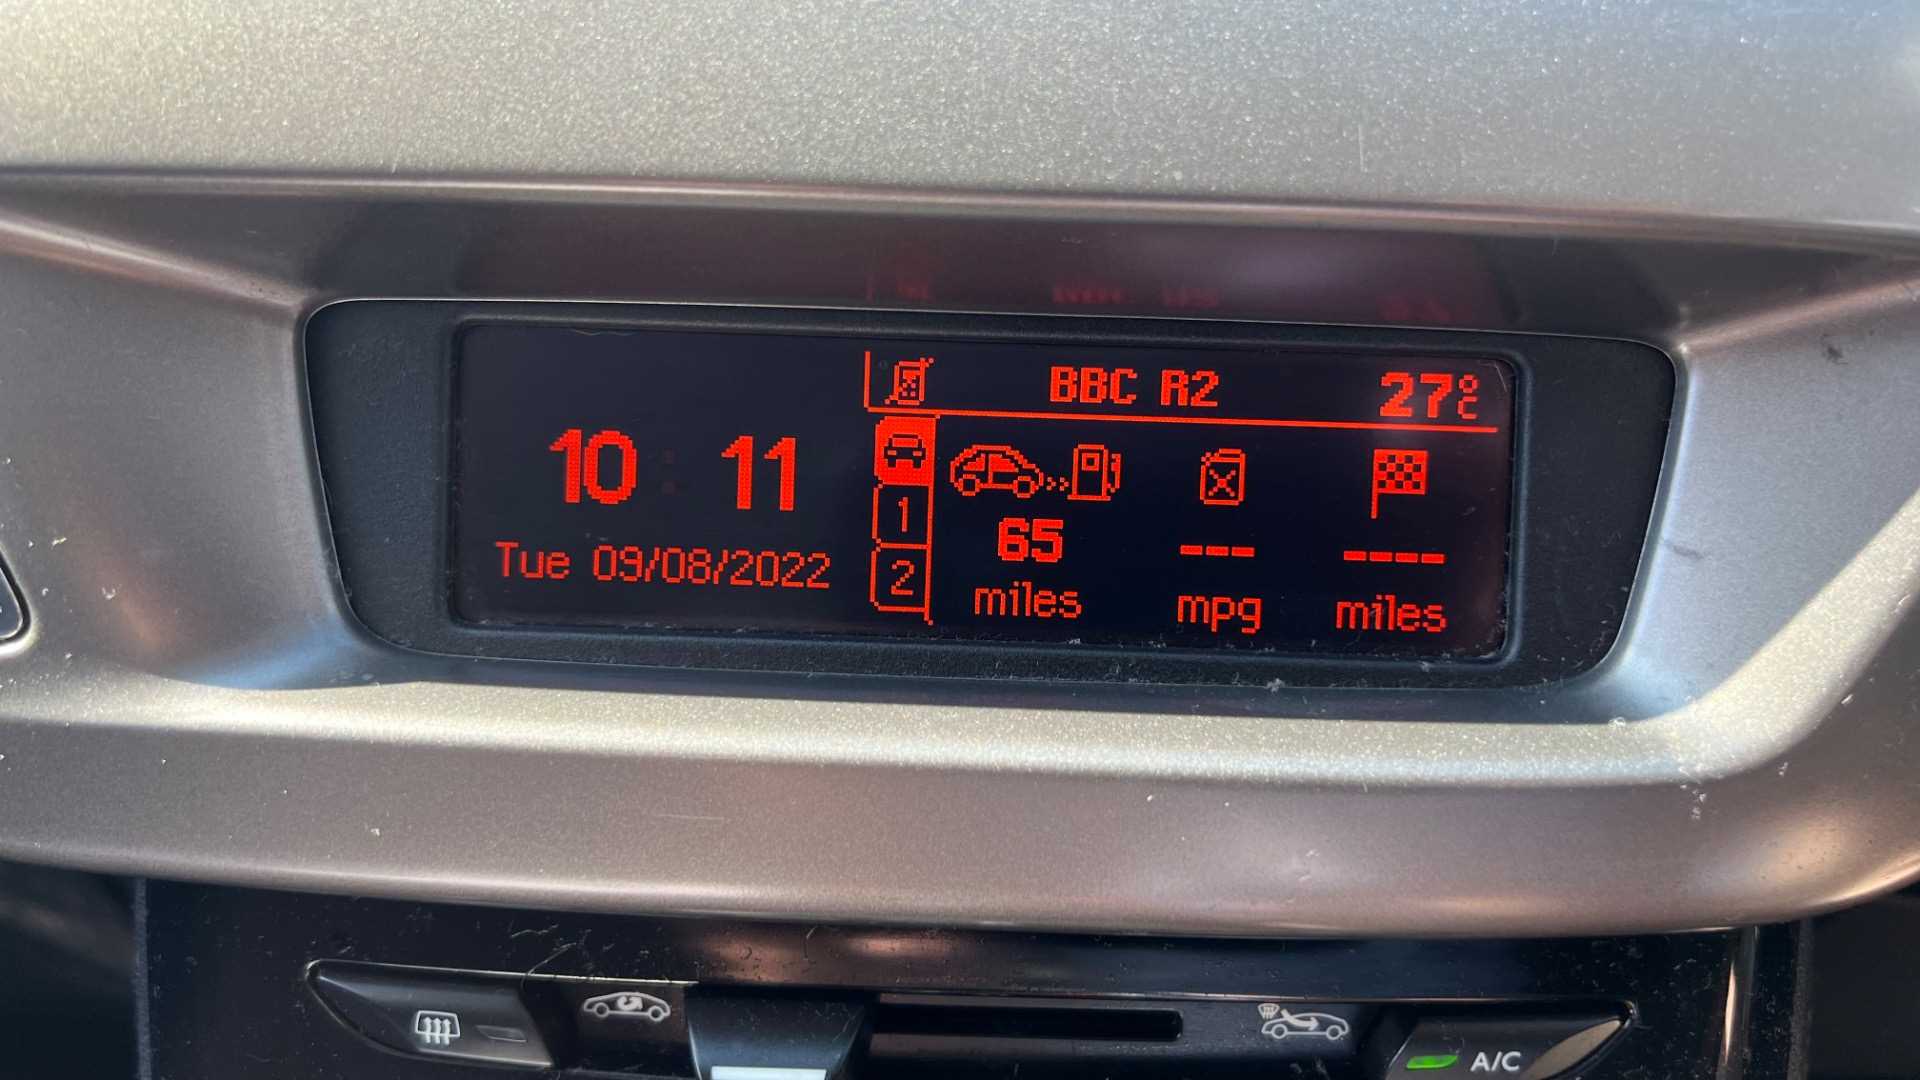 BBC R2 27°C
10:11
Tue 09/08/2022
1
2
65 --- ----
miles mpg miles
A/C